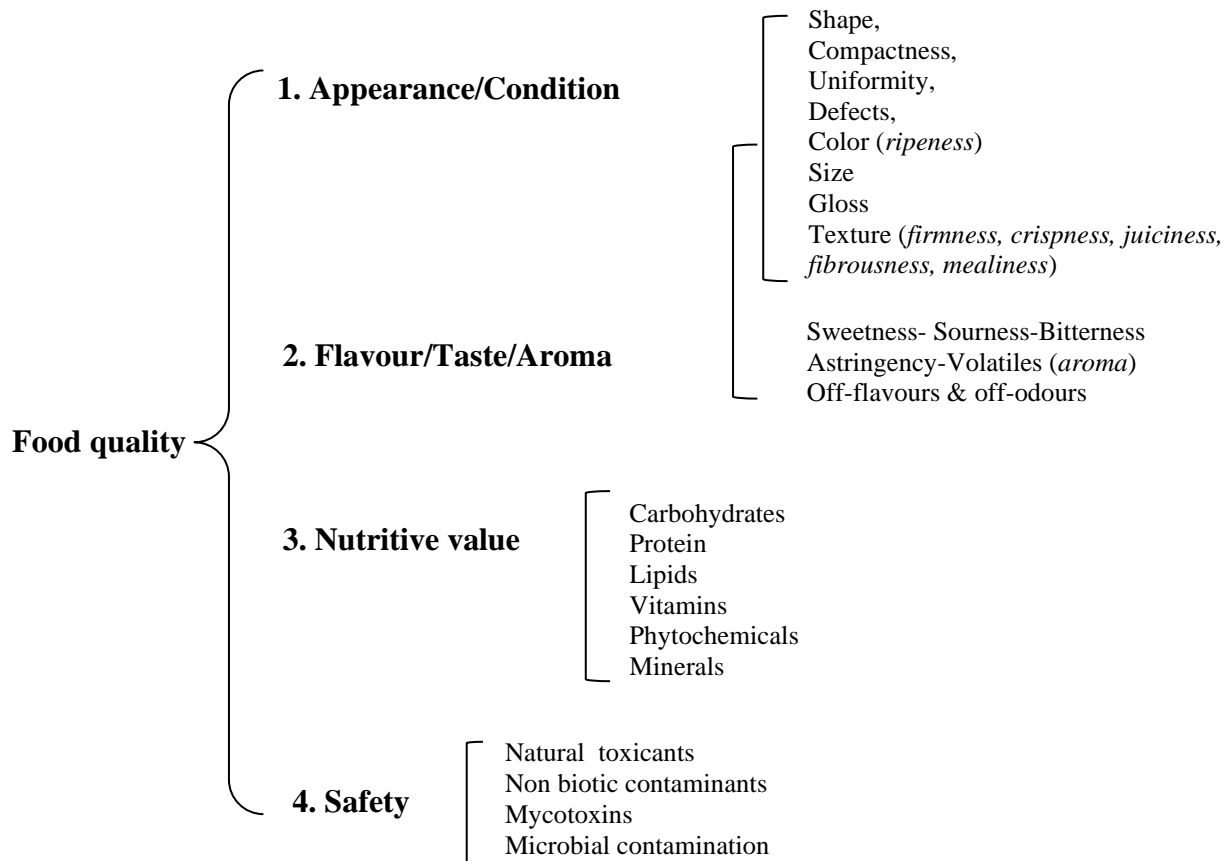 Shape,
Compactness,
1. Appearance/Condition
Uniformity,
Defects,
Color (ripeness)
Size
Gloss
Texture (firmness, crispness, juiciness,
fibrousness, mealiness)
2. Flavour/Taste/Aroma
Sweetness- Sourness-Bitterness
Astringency-Volatiles (aroma)
Off-flavours & off-odours
Food quality
3. Nutritive value
Carbohydrates
Protein
Lipids
Vitamins
Phytochemicals
Minerals
4. Safety
Natural toxicants
Non biotic contaminants
Mycotoxins
Microbial contamination